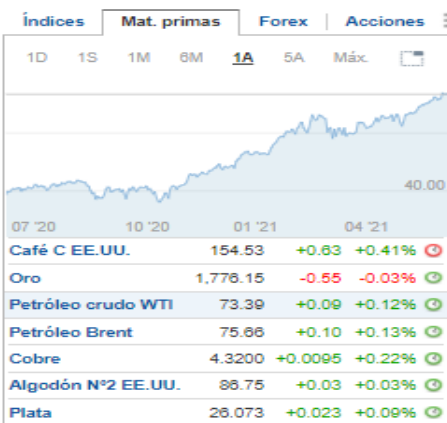 Índices Mat. primas Forex Acciones
1D 1S 1M 6M 1A 5A Máx.
40.00
07 '20 10 '20 01 '21 04 '21
Café C EE.UU. 154.53 +0.63 +0.41%
Oro 1,776.15 -0.55 -0.03%
Petróleo crudo WTI 73.39 +0.09 +0.12%
Petróleo Brent 75.66 +0.10 +0.13%
Cobre 4.3200 +0.0095 +0.22%
Algodón Nº2 EE.UU. 86.75 +0.03 +0.03%
Plata 26.073 +0.023 +0.09%